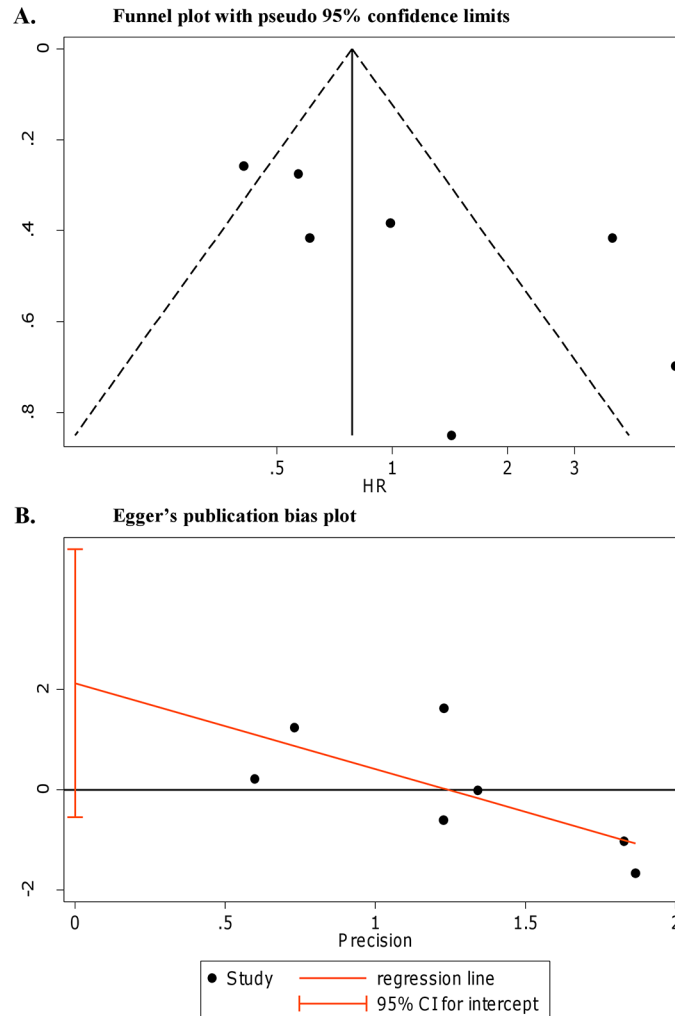 A. Funnel plot with pseudo 95% confidence limits
0
.2
.4
.6
.8
.5 1 2 3
HR
B. Egger's publication bias plot
2
0
-2
0 .5 1 1.5 2
Precision
Study regression line
95% CI for intercept